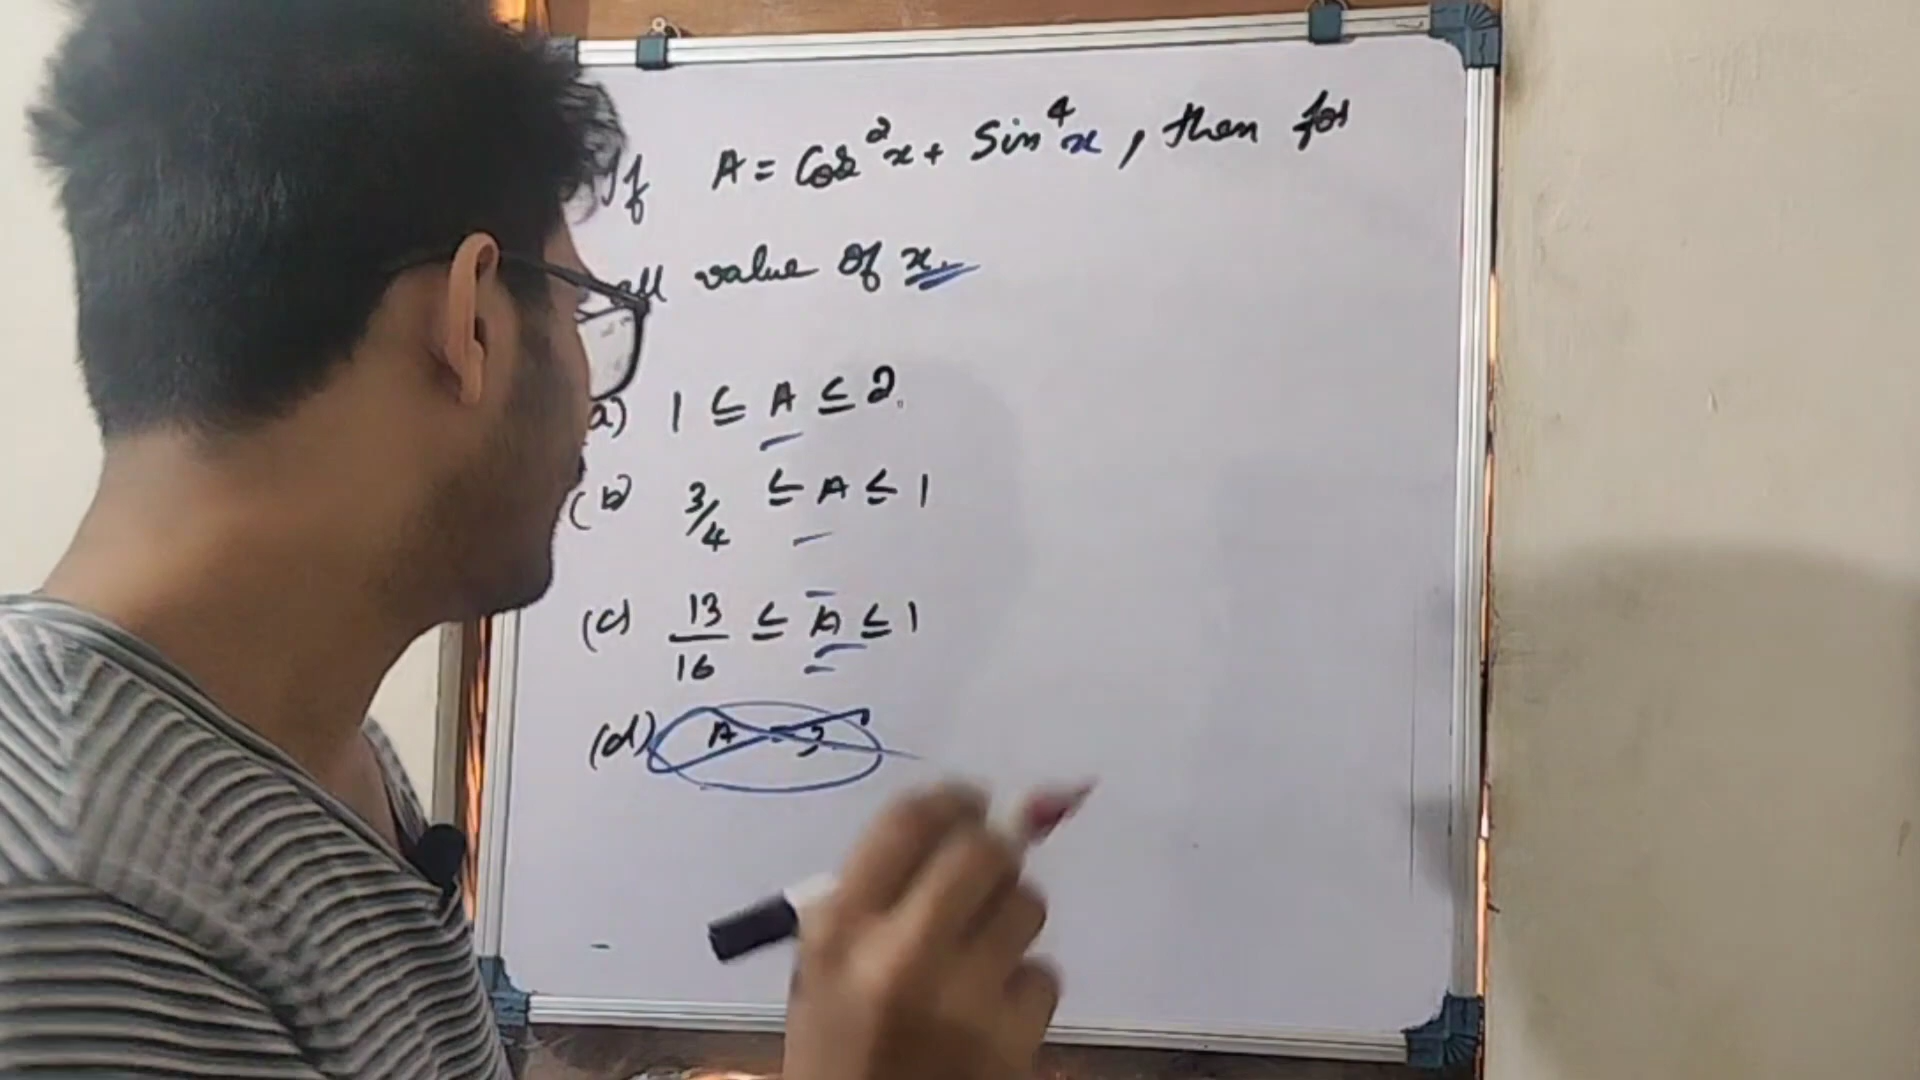 If A = Cos²x + Sin⁴x, then for
all value of x.
(a) 1 ≤ A ≤ 2.
(b) 3/4 ≤ A ≤ 1
(c) 13/16 ≤ A ≤ 1
(d) A =